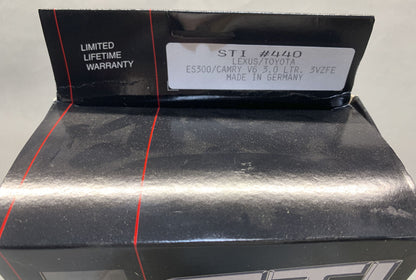 LIMITED
LIFETIME
WARRANTY
STI #440
LEXUS/TOYOTA
ES300/CAMRY V6 3.0 LTR. 3VZFE
MADE IN GERMANY